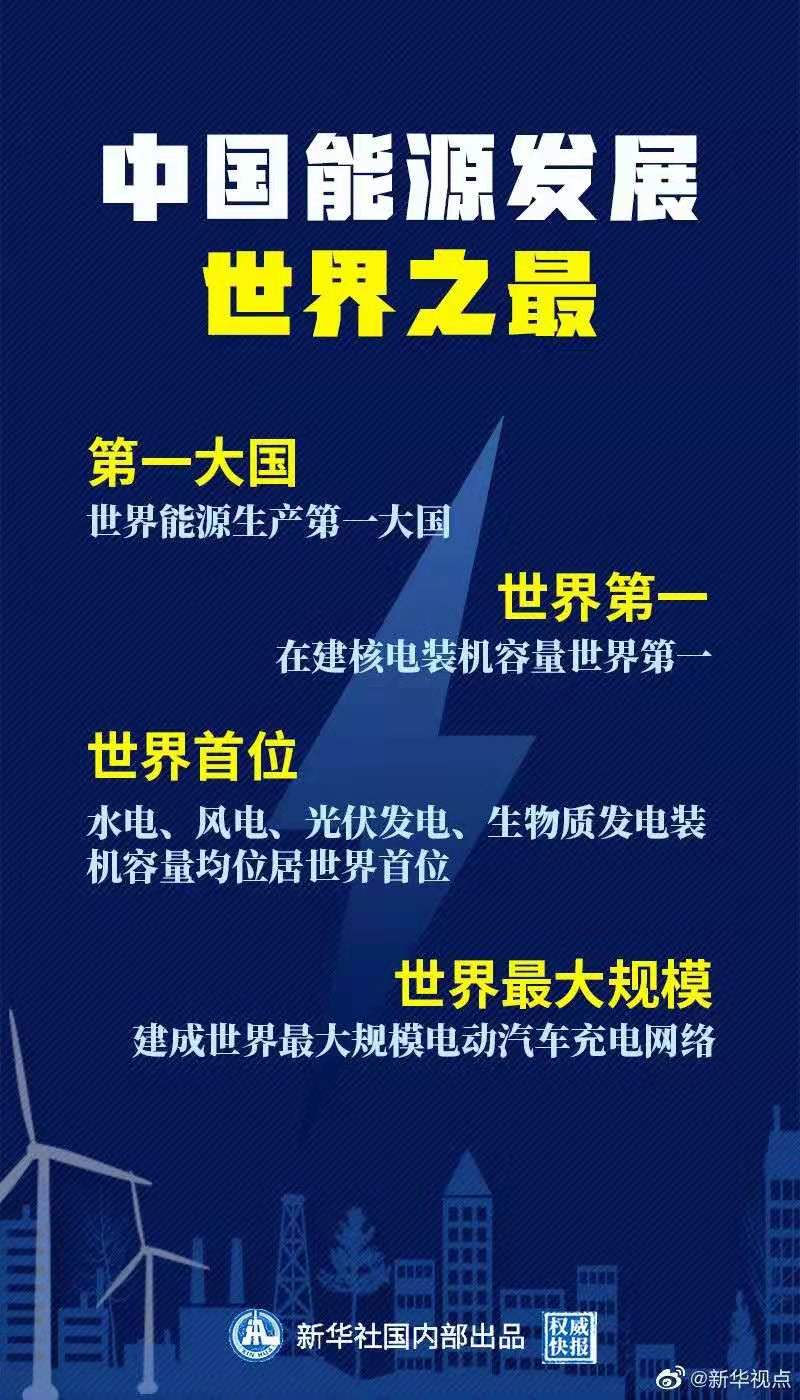 中国能源发展
世界之最
第一大国
世界能源生产第一大国
世界第一
在建核电装机容量世界第一
世界首位
水电、风电、光伏发电、生物质发电装
机容量均位居世界首位
世界最大规模
建成世界最大规模电动汽车充电网络
XIN HUA
新华社国内部出品
权威
快报
@新华视点